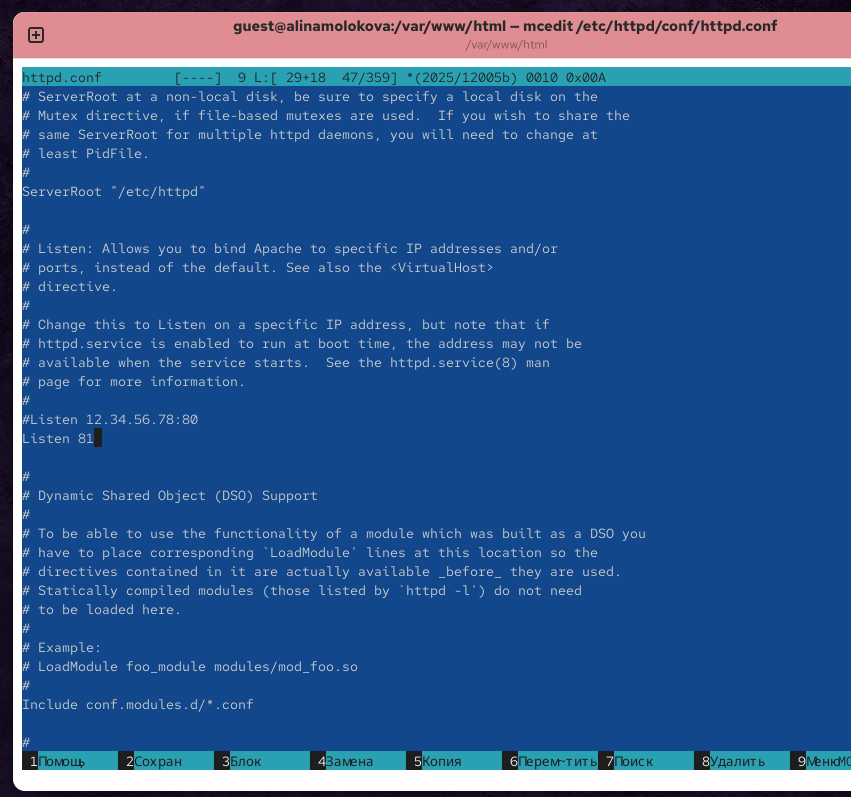 guest@alinamolokova:/var/www/html — mcedit /etc/httpd/conf/httpd.conf
/var/www/html
httpd.conf         [----]  9 L:[ 29+18  47/359] *(2025/12005b) 0010 0x00A
# ServerRoot at a non-local disk, be sure to specify a local disk on the
# Mutex directive, if file-based mutexes are used.  If you wish to share the
# same ServerRoot for multiple httpd daemons, you will need to change at
# least PidFile.
#
ServerRoot "/etc/httpd"
#
# Listen: Allows you to bind Apache to specific IP addresses and/or
# ports, instead of the default. See also the <VirtualHost>
# directive.
#
# Change this to Listen on a specific IP address, but note that if
# httpd.service is enabled to run at boot time, the address may not be
# available when the service starts.  See the httpd.service(8) man
# page for more information.
#
#Listen 12.34.56.78:80
Listen 81
#
# Dynamic Shared Object (DSO) Support
#
# To be able to use the functionality of a module which was built as a DSO you
# have to place corresponding `LoadModule' lines at this location so the
# directives contained in it are actually available _before_ they are used.
# Statically compiled modules (those listed by `httpd -l') do not need
# to be loaded here.
#
# Example:
# LoadModule foo_module modules/mod_foo.so
#
Include conf.modules.d/*.conf
#
1Помощь 2Сохран 3Блок 4Замена 5Копия 6Перем~тить 7Поиск 8Удалить 9МенюMC